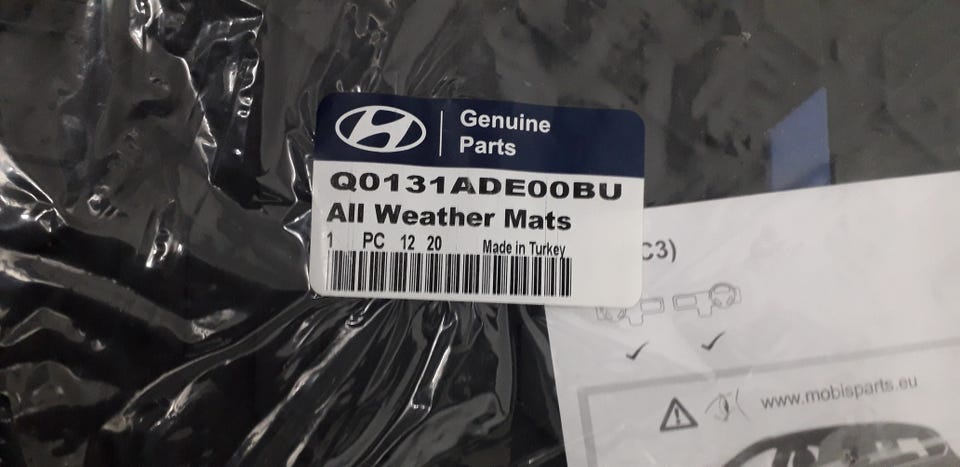 Genuine
Parts
Q0131ADE00BU
All Weather Mats
1 PC 12 20 Made in Turkey
C3)
www.mobisparts.eu